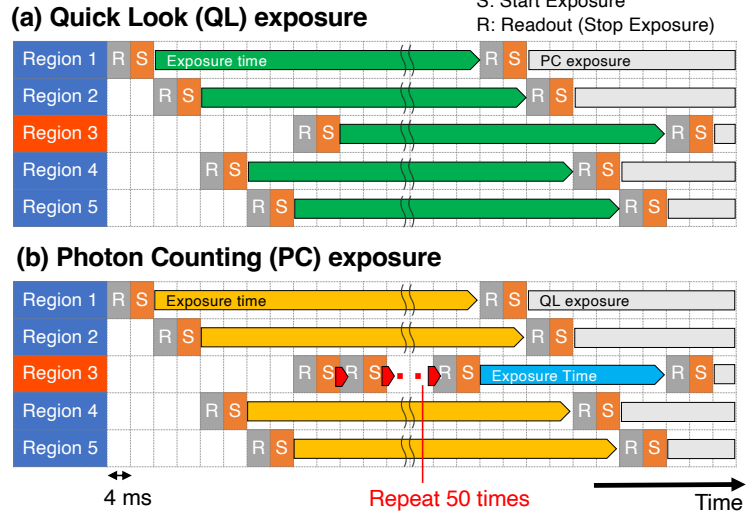 (a) Quick Look (QL) exposure
S: Start Exposure
R: Readout (Stop Exposure)
Region 1 R S Exposure time R S PC exposure
Region 2 R S R S
Region 3 R S R S
Region 4 R S R S
Region 5 R S R S
(b) Photon Counting (PC) exposure
Region 1 R S Exposure time R S QL exposure
Region 2 R S R S
Region 3 R S R S R S Exposure Time R S
Region 4 R S R S
Region 5 R S R S
4 ms
Repeat 50 times
Time